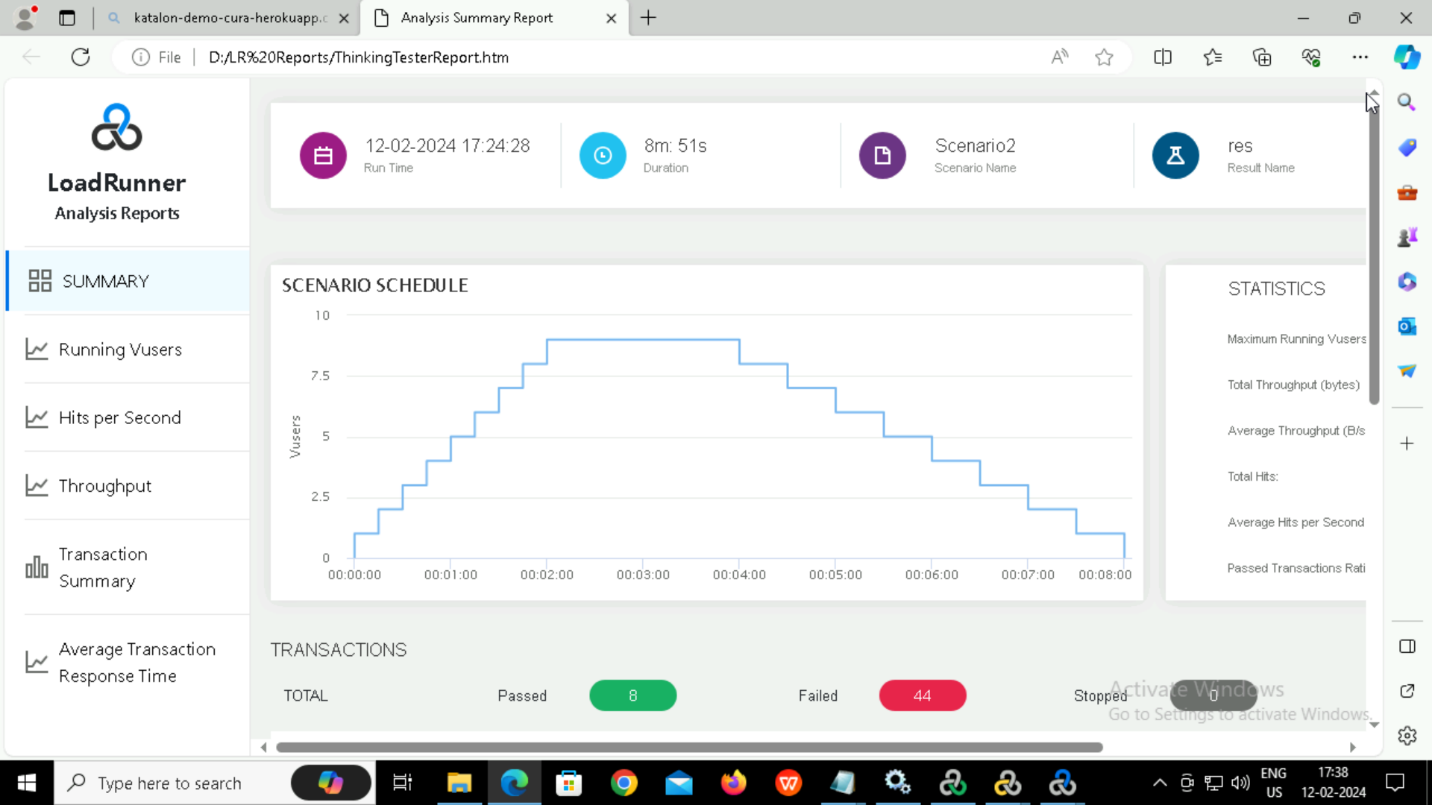 katalon-demo-cura-herokuapp.c
Analysis Summary Report
File
D:/LR%20Reports/ThinkingTesterReport.htm
LoadRunner
Analysis Reports
SUMMARY
Running Vusers
Hits per Second
Throughput
Transaction
Summary
Average Transaction
Response Time
12-02-2024 17:24:28
Run Time
8m: 51s
Duration
Scenario2
Scenario Name
res
Result Name
SCENARIO SCHEDULE
10
7.5
5
2.5
0
Vusers
00:00:00 00:01:00 00:02:00 00:03:00 00:04:00 00:05:00 00:06:00 00:07:00 00:08:00
STATISTICS
Maximum Running Vusers
Total Throughput (bytes)
Average Throughput (B/s
Total Hits:
Average Hits per Second
Passed Transactions Rati
TRANSACTIONS
TOTAL Passed 8 Failed 44 Stopped 0
Activate Windows
Go to Settings to activate Windows.
Type here to search
ENG
US
17:38
12-02-2024